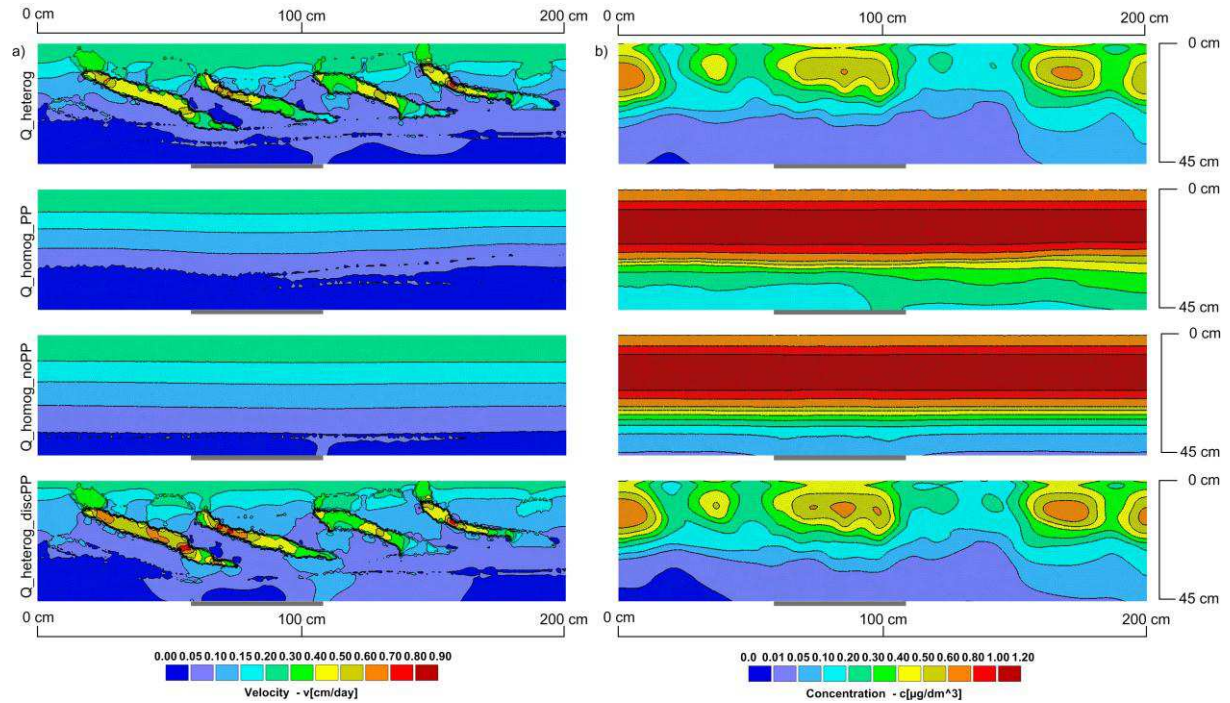 0 cm 100 cm 200 cm 0 cm 100 cm 200 cm
a) b)
Q_heterog
0 cm
45 cm
Q_homog_PP
0 cm
45 cm
Q_homog_noPP
0 cm
45 cm
Q_heterog_discPP
0 cm
45 cm
0 cm 100 cm 200 cm 0 cm 100 cm 200 cm
0.00 0.05 0.10 0.15 0.20 0.30 0.40 0.50 0.60 0.70 0.80 0.90
Velocity - v[cm/day]
0.0 0.01 0.05 0.10 0.20 0.30 0.40 0.50 0.60 0.80 1.00 1.20
Concentration - c[µg/dm^3]